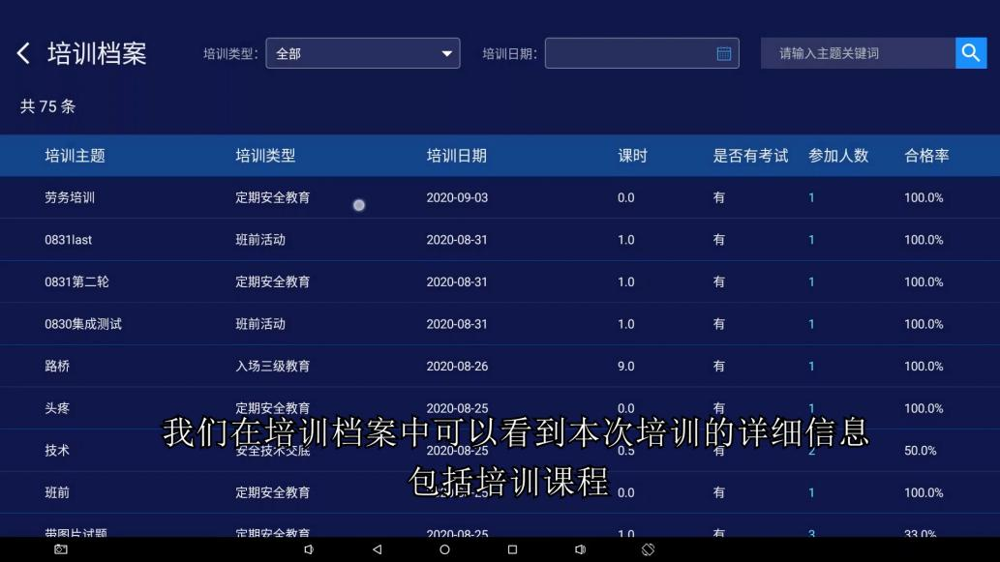 培训档案 培训类型: 全部 培训日期: 请输入主题关键词
共 75 条
培训主题 培训类型 培训日期 课时 是否有考试 参加人数 合格率
劳务培训 定期安全教育 2020-09-03 0.0 有 1 100.0%
0831last 班前活动 2020-08-31 1.0 有 1 100.0%
0831第二轮 定期安全教育 2020-08-31 1.0 有 1 100.0%
0830集成测试 班前活动 2020-08-31 1.0 有 1 100.0%
路桥 入场三级教育 2020-08-26 9.0 有 1 100.0%
头疼 定期安全教育 2020-08-25 0.0 有 1 100.0%
我们在培训档案中可以看到本次培训的详细信息
技术 安全技术交底 2020-08-25 0.5 有 2 50.0%
包括培训课程
班前 定期安全教育 0.0 有 1 100.0%
带图片试题 定期安全教育 2020-08-25 1.0 有 3 33.0%